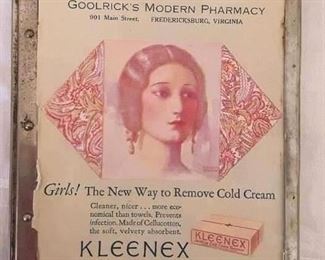 GOOLRICK'S MODERN PHARMACY
901 Main Street. FREDERICKSBURG, VIRGINIA
Girls! The New Way to Remove Cold Cream
Cleaner, nicer ... more eco-
nomical than towels. Prevents
infection. Made of Cellucotton,
the soft, velvety absorbent.
KLEENEX
KLEENEX